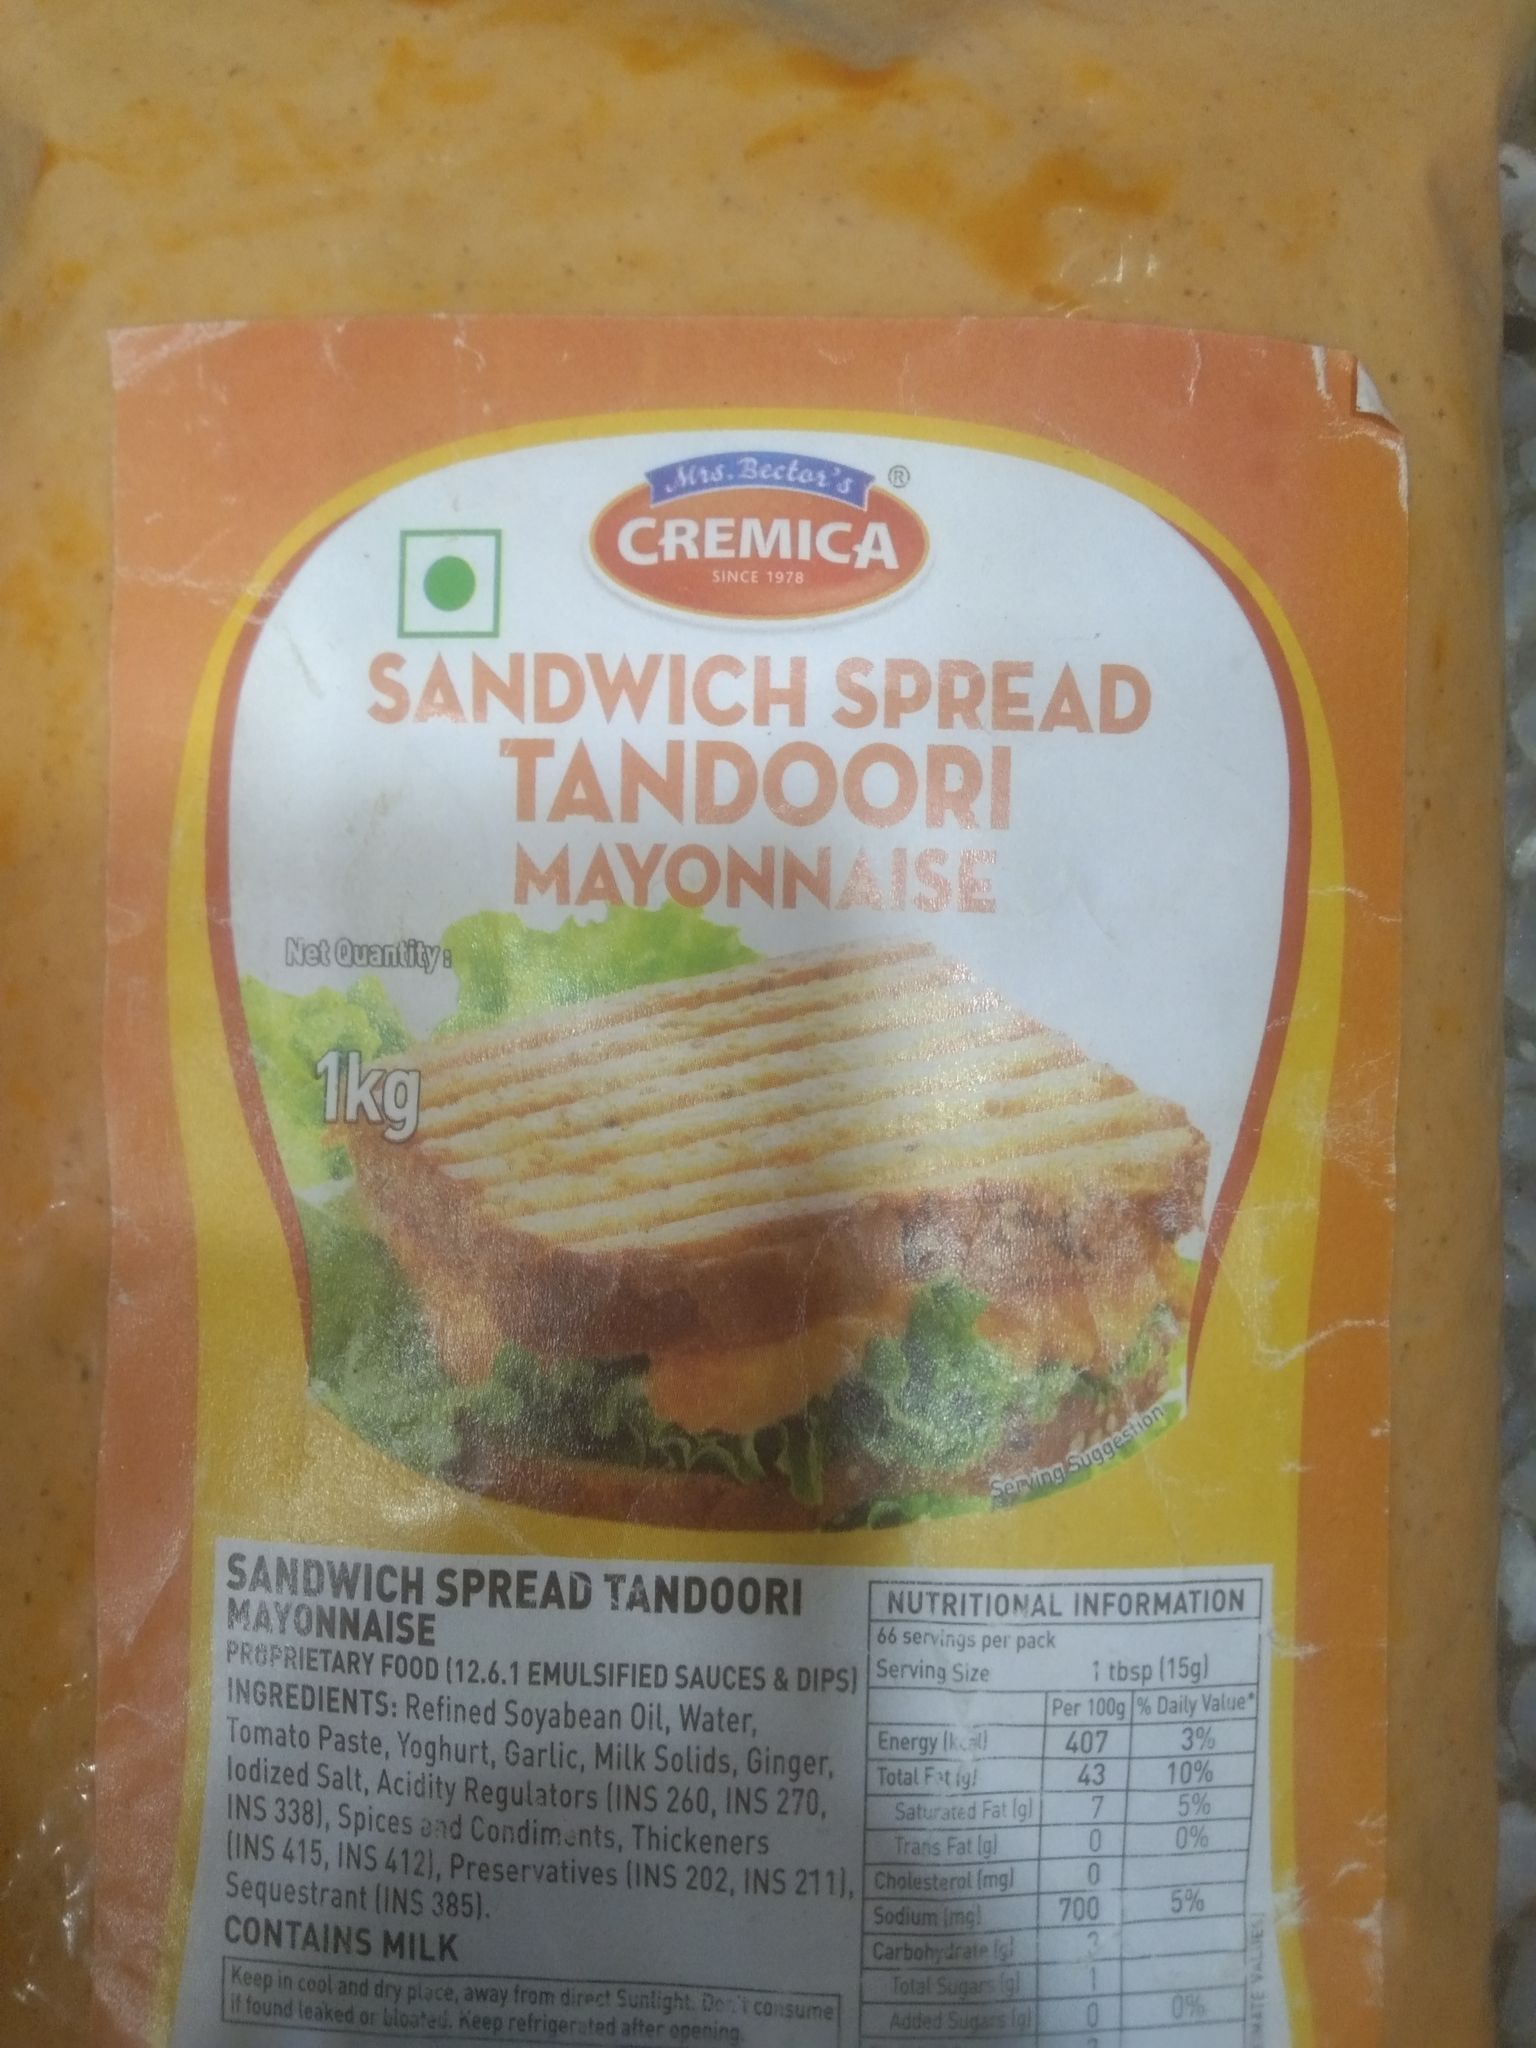 Mrs. Bector's ®
CREMICA
SINCE 1978
SANDWICH SPREAD
TANDOORI
MAYONNAISE
Net Quantity:
1kg
Serving Suggestion
SANDWICH SPREAD TANDOORI
MAYONNAISE
PROPRIETARY FOOD (12.6.1 EMULSIFIED SAUCES & DIPS)
INGREDIENTS: Refined Soyabean Oil, Water,
Tomato Paste, Yoghurt, Garlic, Milk Solids, Ginger,
Iodized Salt, Acidity Regulators (INS 260, INS 270,
INS 338), Spices and Condiments, Thickeners
(INS 415, INS 412), Preservatives (INS 202, INS 211),
Sequestrant (INS 385).
CONTAINS MILK
Keep in cool and dry place, away from direct Sunlight. Don't consume
if found leaked or bloated. Keep refrigerated after opening.
NUTRITIONAL INFORMATION
66 servings per pack
Serving Size 1 tbsp (15g)
Per 100g % Daily Value*
Energy (kcal) 407 3%
Total Fat (g) 43 10%
Saturated Fat (g) 7 5%
Trans Fat (g) 0 0%
Cholesterol (mg) 0
Sodium (mg) 700 5%
Carbohydrate (g)
Total Sugars (g) 1
Added Sugars (g) 0 0%